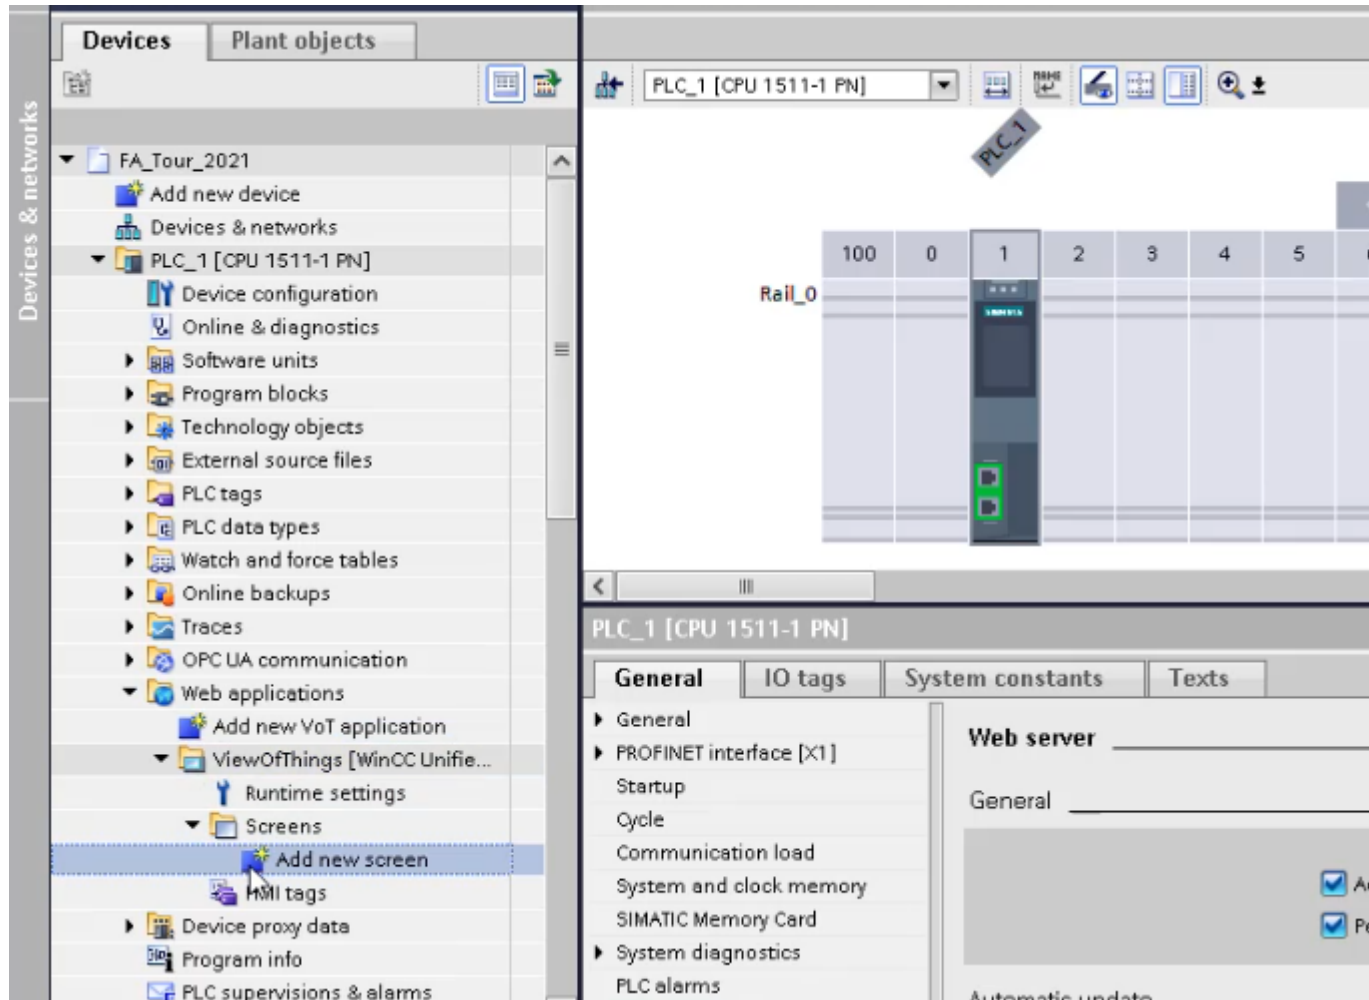 Devices & networks
Devices
Plant objects
FA_Tour_2021
Add new device
Devices & networks
PLC_1 [CPU 1511-1 PN]
Device configuration
Online & diagnostics
Software units
Program blocks
Technology objects
External source files
PLC tags
PLC data types
Watch and force tables
Online backups
Traces
OPC UA communication
Web applications
Add new VoT application
ViewOfThings [WinCC Unifie...
Runtime settings
Screens
Add new screen
HMI tags
Device proxy data
Program info
PLC supervisions & alarms
PLC_1 [CPU 1511-1 PN]
PLC_1
100 0 1 2 3 4 5
Rail_0
SIEMENS
PLC_1 [CPU 1511-1 PN]
General
IO tags
System constants
Texts
General
PROFINET interface [X1]
Startup
Cycle
Communication load
System and clock memory
SIMATIC Memory Card
System diagnostics
PLC alarms
Web server
General
Automatic update